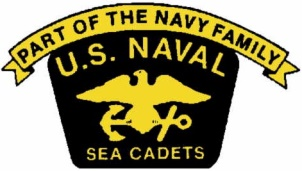 PART OF THE NAVY FAMILY
U.S. NAVAL
SEA CADETS